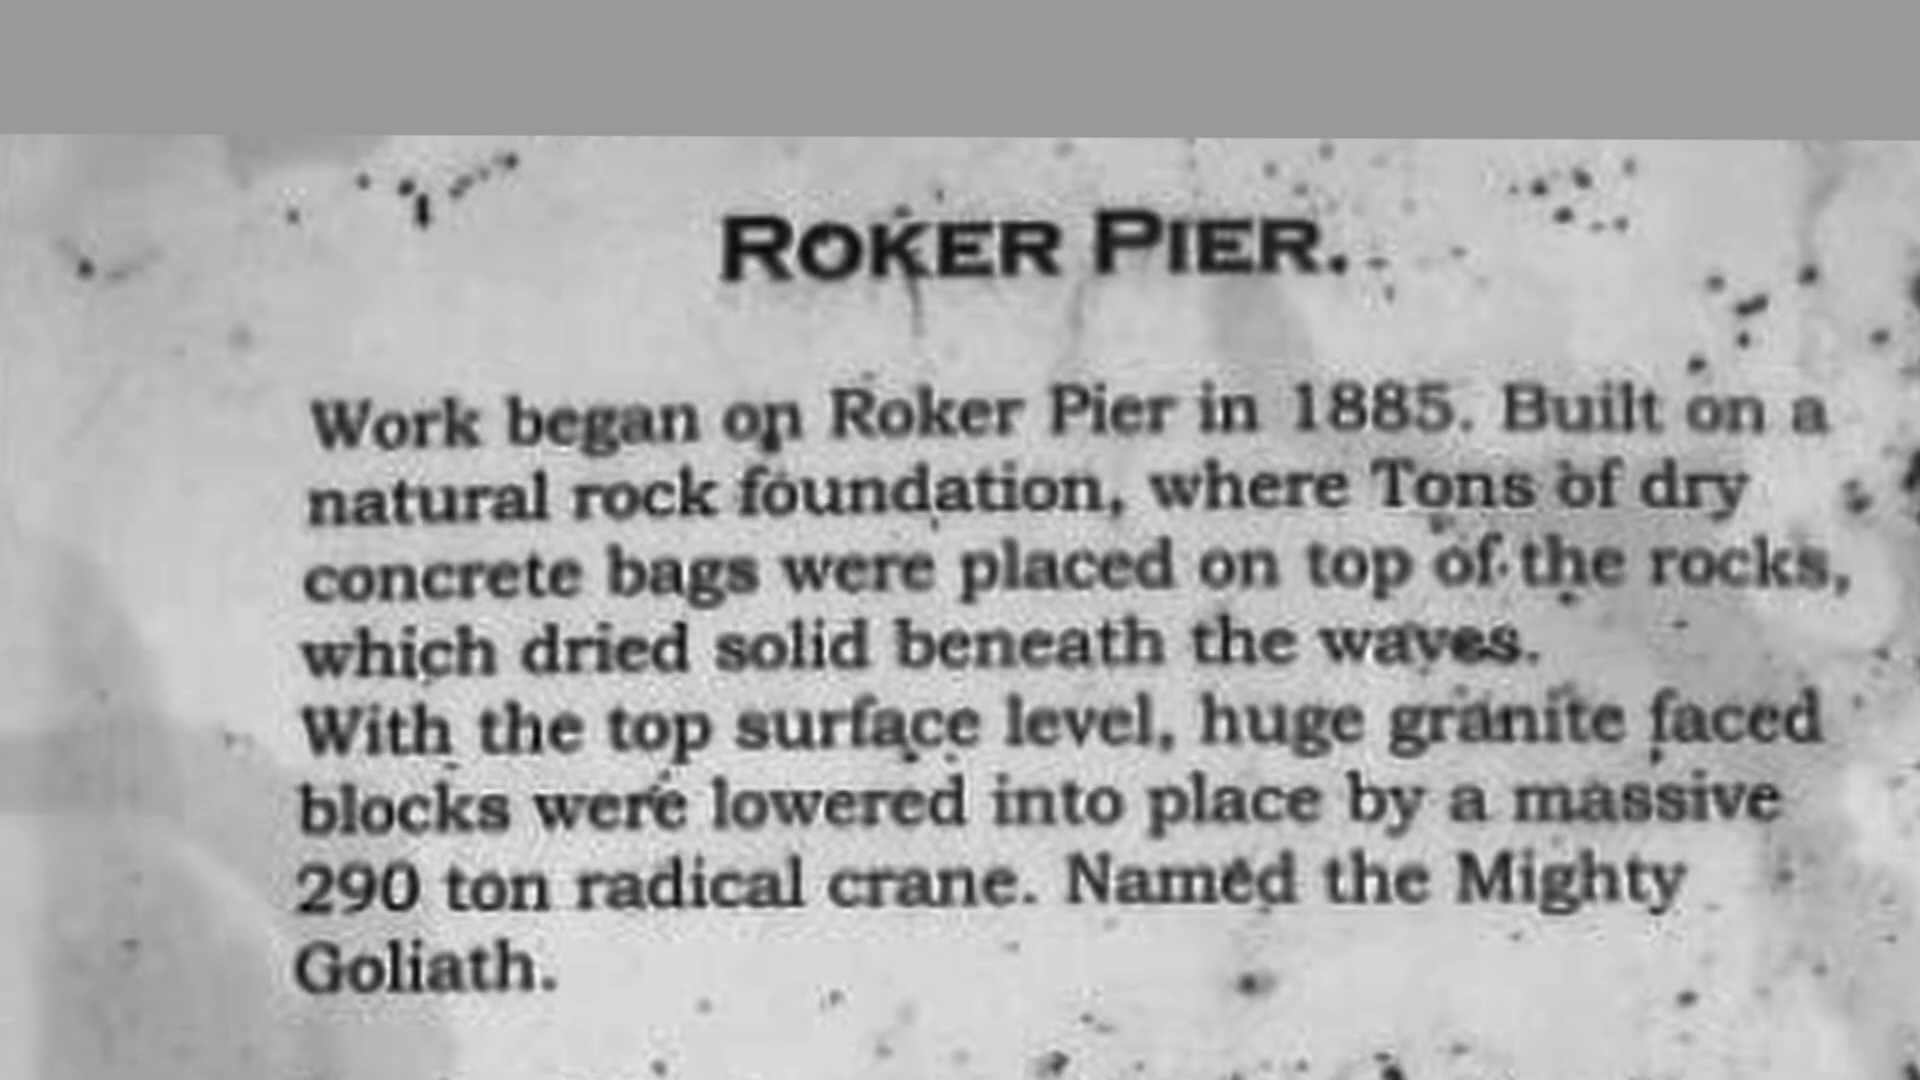 ROKER PIER.
Work began on Roker Pier in 1885. Built on a
natural rock foundation, where Tons of dry
concrete bags were placed on top of the rocks,
which dried solid beneath the waves.
With the top surface level, huge granite faced
blocks were lowered into place by a massive
290 ton radical crane. Named the Mighty
Goliath.